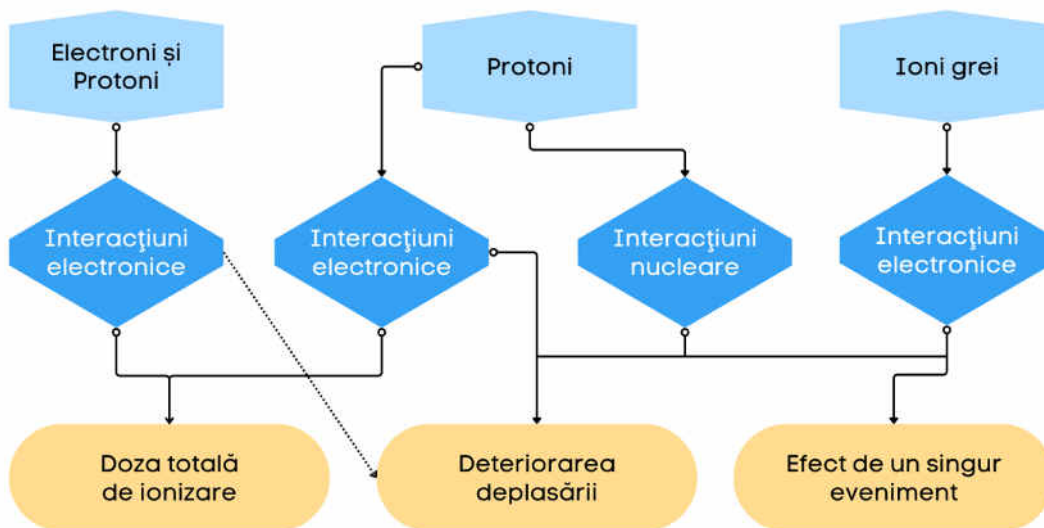 Electroni și
Protoni
Protoni
Ioni grei
Interacţiuni
electronice
Interacţiuni
electronice
Interacţiuni
nucleare
Interacţiuni
electronice
Doza totală
de ionizare
Deteriorarea
deplasării
Efect de un singur
eveniment